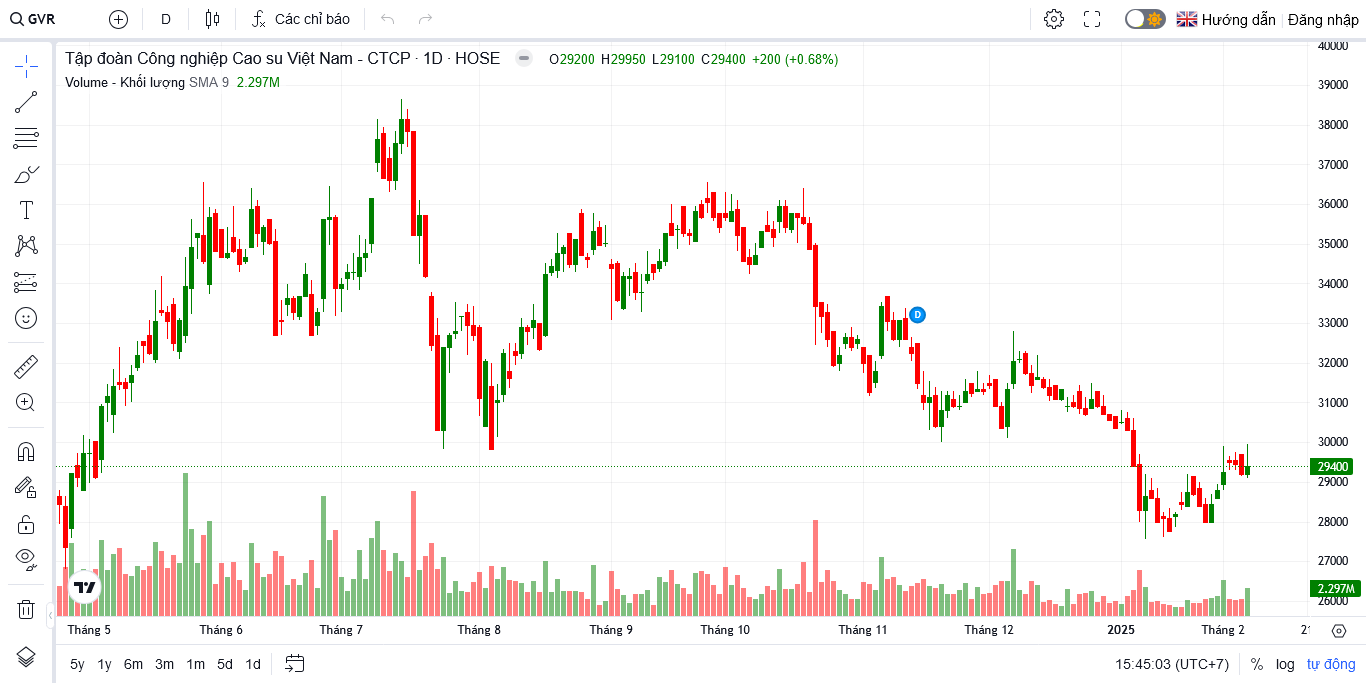 GVR D Các chỉ báo Hướng dẫn Đăng nhập
Tập đoàn Công nghiệp Cao su Việt Nam - CTCP · 1D · HOSE O29200 H29950 L29100 C29400 +200 (+0.68%)
Volume - Khối lượng SMA 9 2.297M
40000
39000
38000
37000
36000
35000
34000
33000
D
32000
31000
30000
29400
29000
28000
27000
2.297M
26000
Tháng 5 Tháng 6 Tháng 7 Tháng 8 Tháng 9 Tháng 10 Tháng 11 Tháng 12 2025 Tháng 2 21
5y 1y 6m 3m 1m 5d 1d 15:45:03 (UTC+7) % log tự động